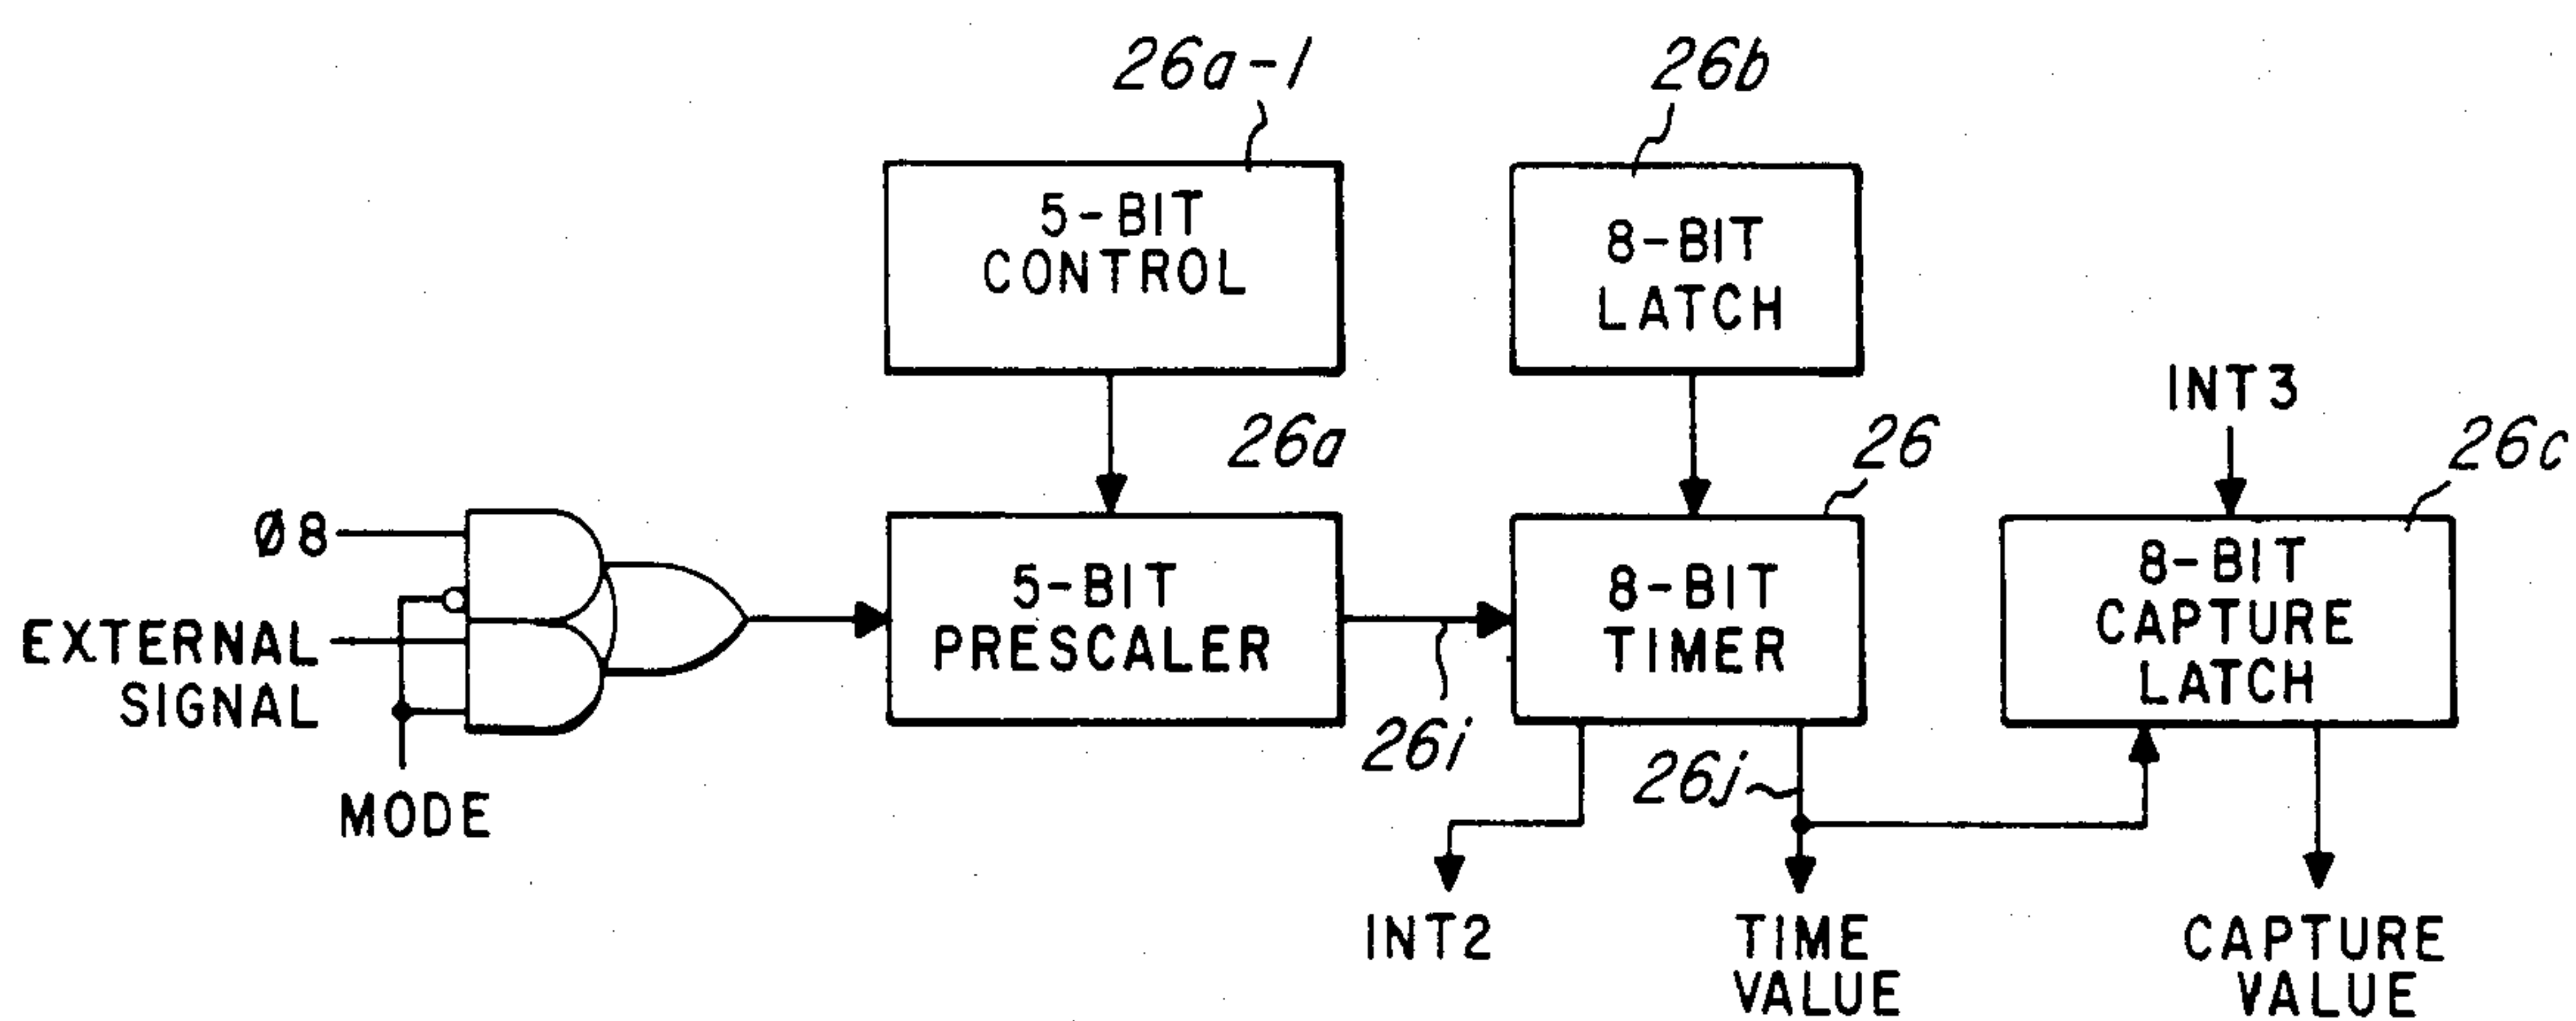 26a-1
26b
5-BIT
CONTROL
8-BIT
LATCH
INT3
26a
26
26c
Ø8
EXTERNAL
SIGNAL
MODE
5-BIT
PRESCALER
8-BIT
TIMER
8-BIT
CAPTURE
LATCH
26i
26j
INT2
TIME
VALUE
CAPTURE
VALUE